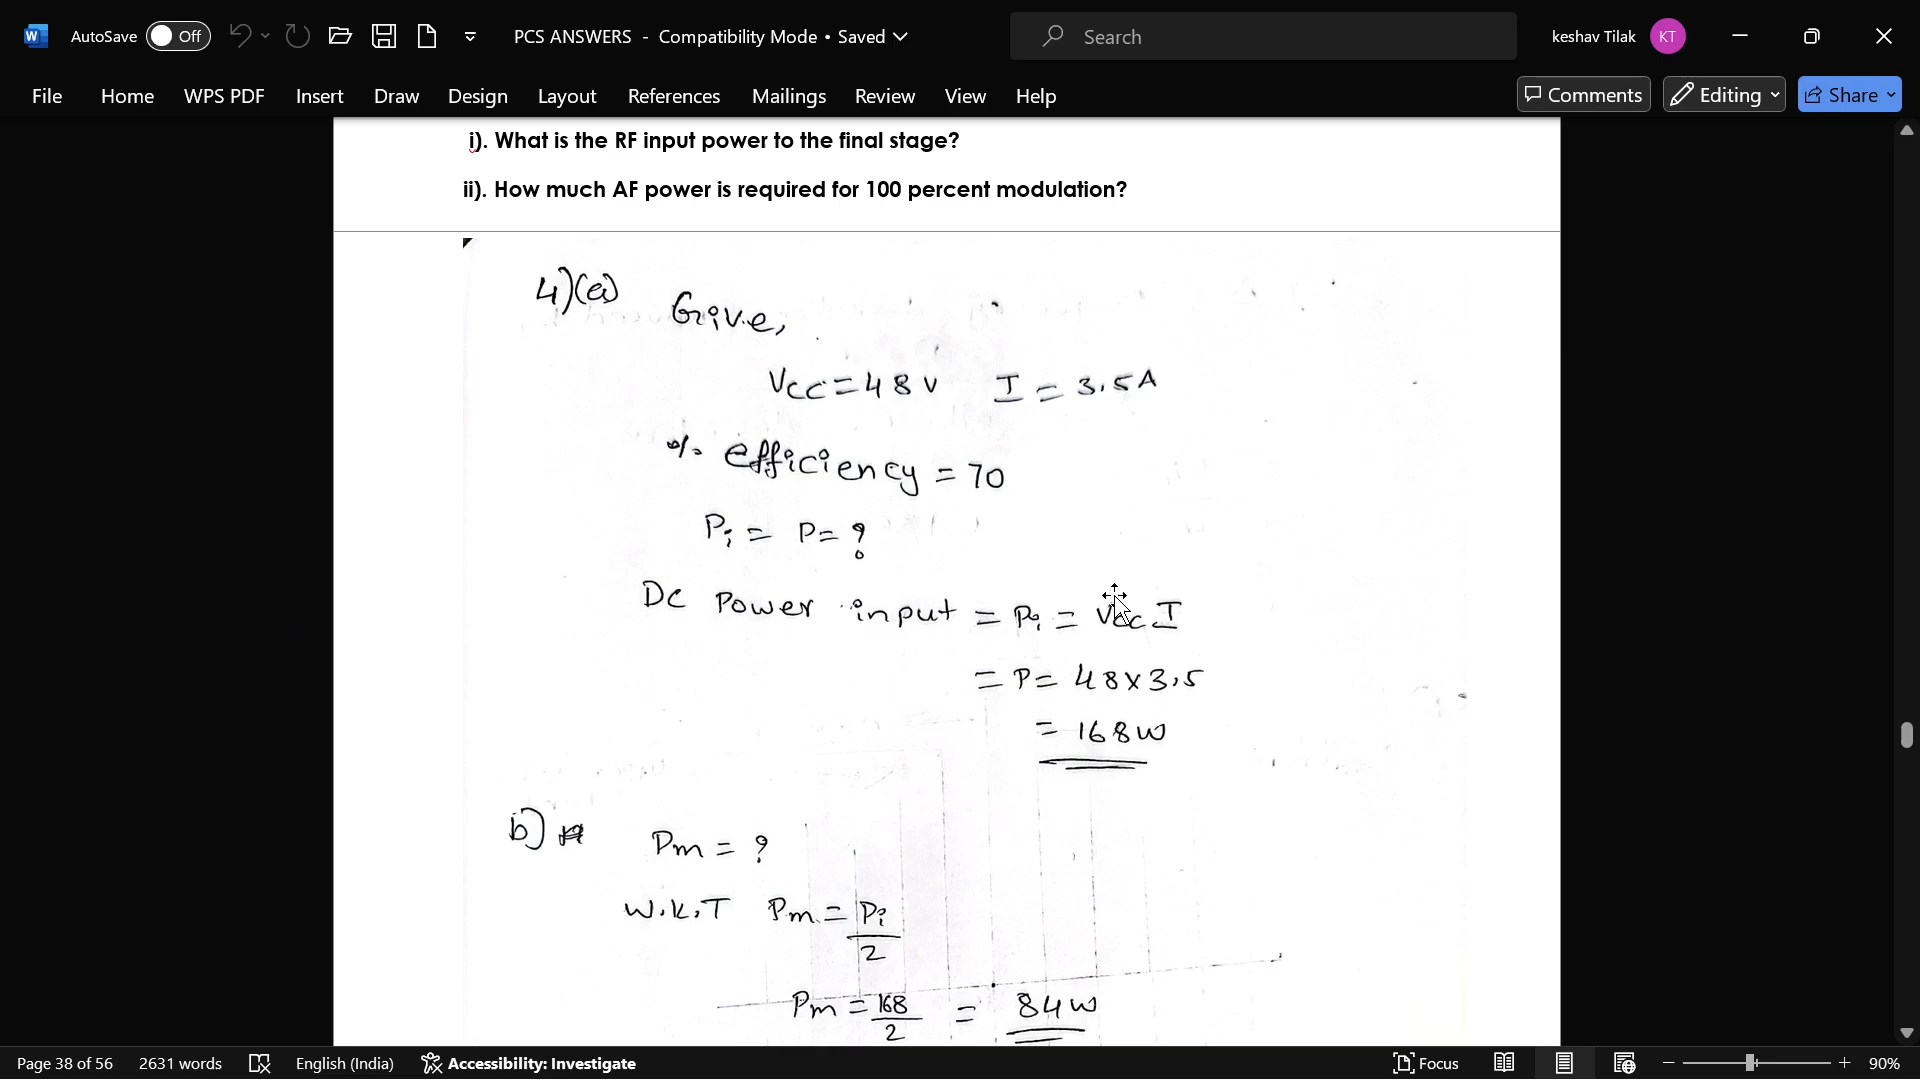 AutoSave Off PCS ANSWERS - Compatibility Mode • Saved Search keshav Tilak KT
File Home WPS PDF Insert Draw Design Layout References Mailings Review View Help Comments Editing Share
i). What is the RF input power to the final stage?
ii). How much AF power is required for 100 percent modulation?
4)(a)
Give,
Vcc = 48 V I = 3.5A
% efficiency = 70
Pi = P = ?
Dc Power input = Pi = Vcc I
= P = 48 x 3.5
= 168 W
b)
Pm = ?
W.K.T Pm = Pi
2
Pm = 168 = 84 W
2
Page 38 of 56 2631 words English (India) Accessibility: Investigate Focus 90%